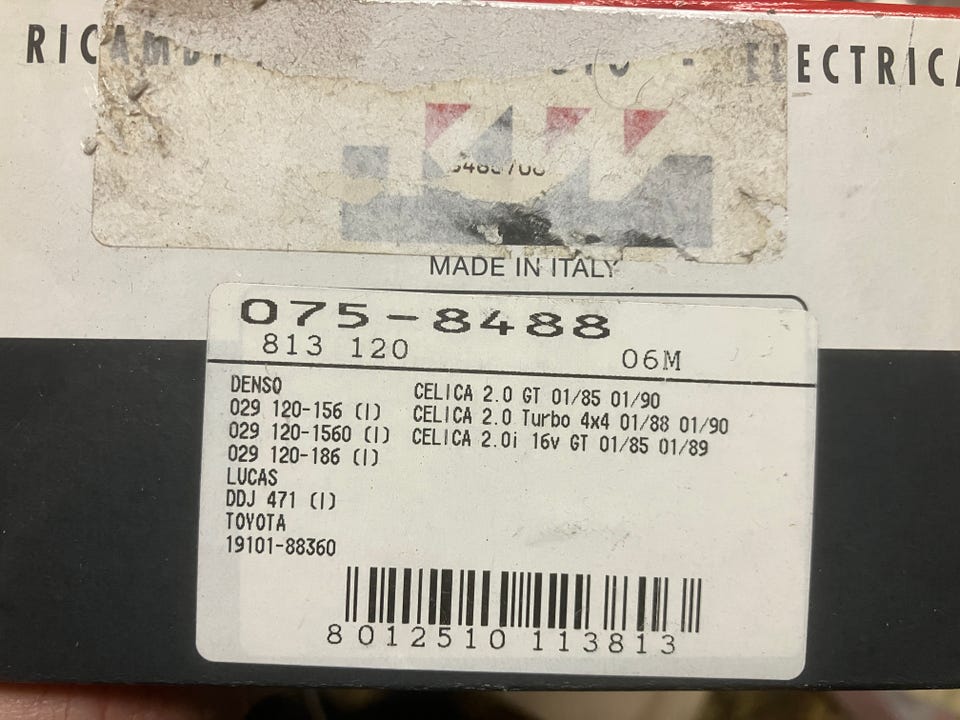 - ELECTRICA
MADE IN ITALY
075-8488
813 120 06M
DENSO CELICA 2.0 GT 01/85 01/90
029 120-156 (I) CELICA 2.0 Turbo 4x4 01/88 01/90
029 120-1560 (I) CELICA 2.0i 16v GT 01/85 01/89
029 120-186 (I)
LUCAS
DDJ 471 (I)
TOYOTA
19101-88360
8 012510 113813